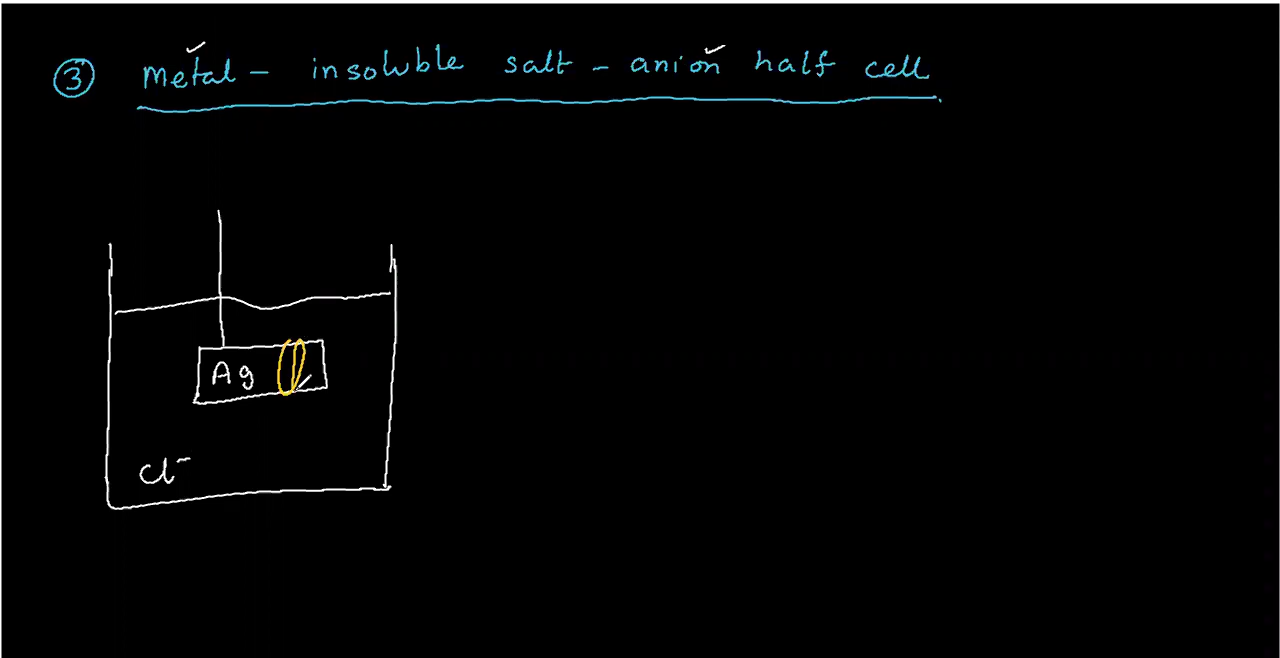 ③ metal - insoluble salt - anion half cell
Ag
Cl⁻